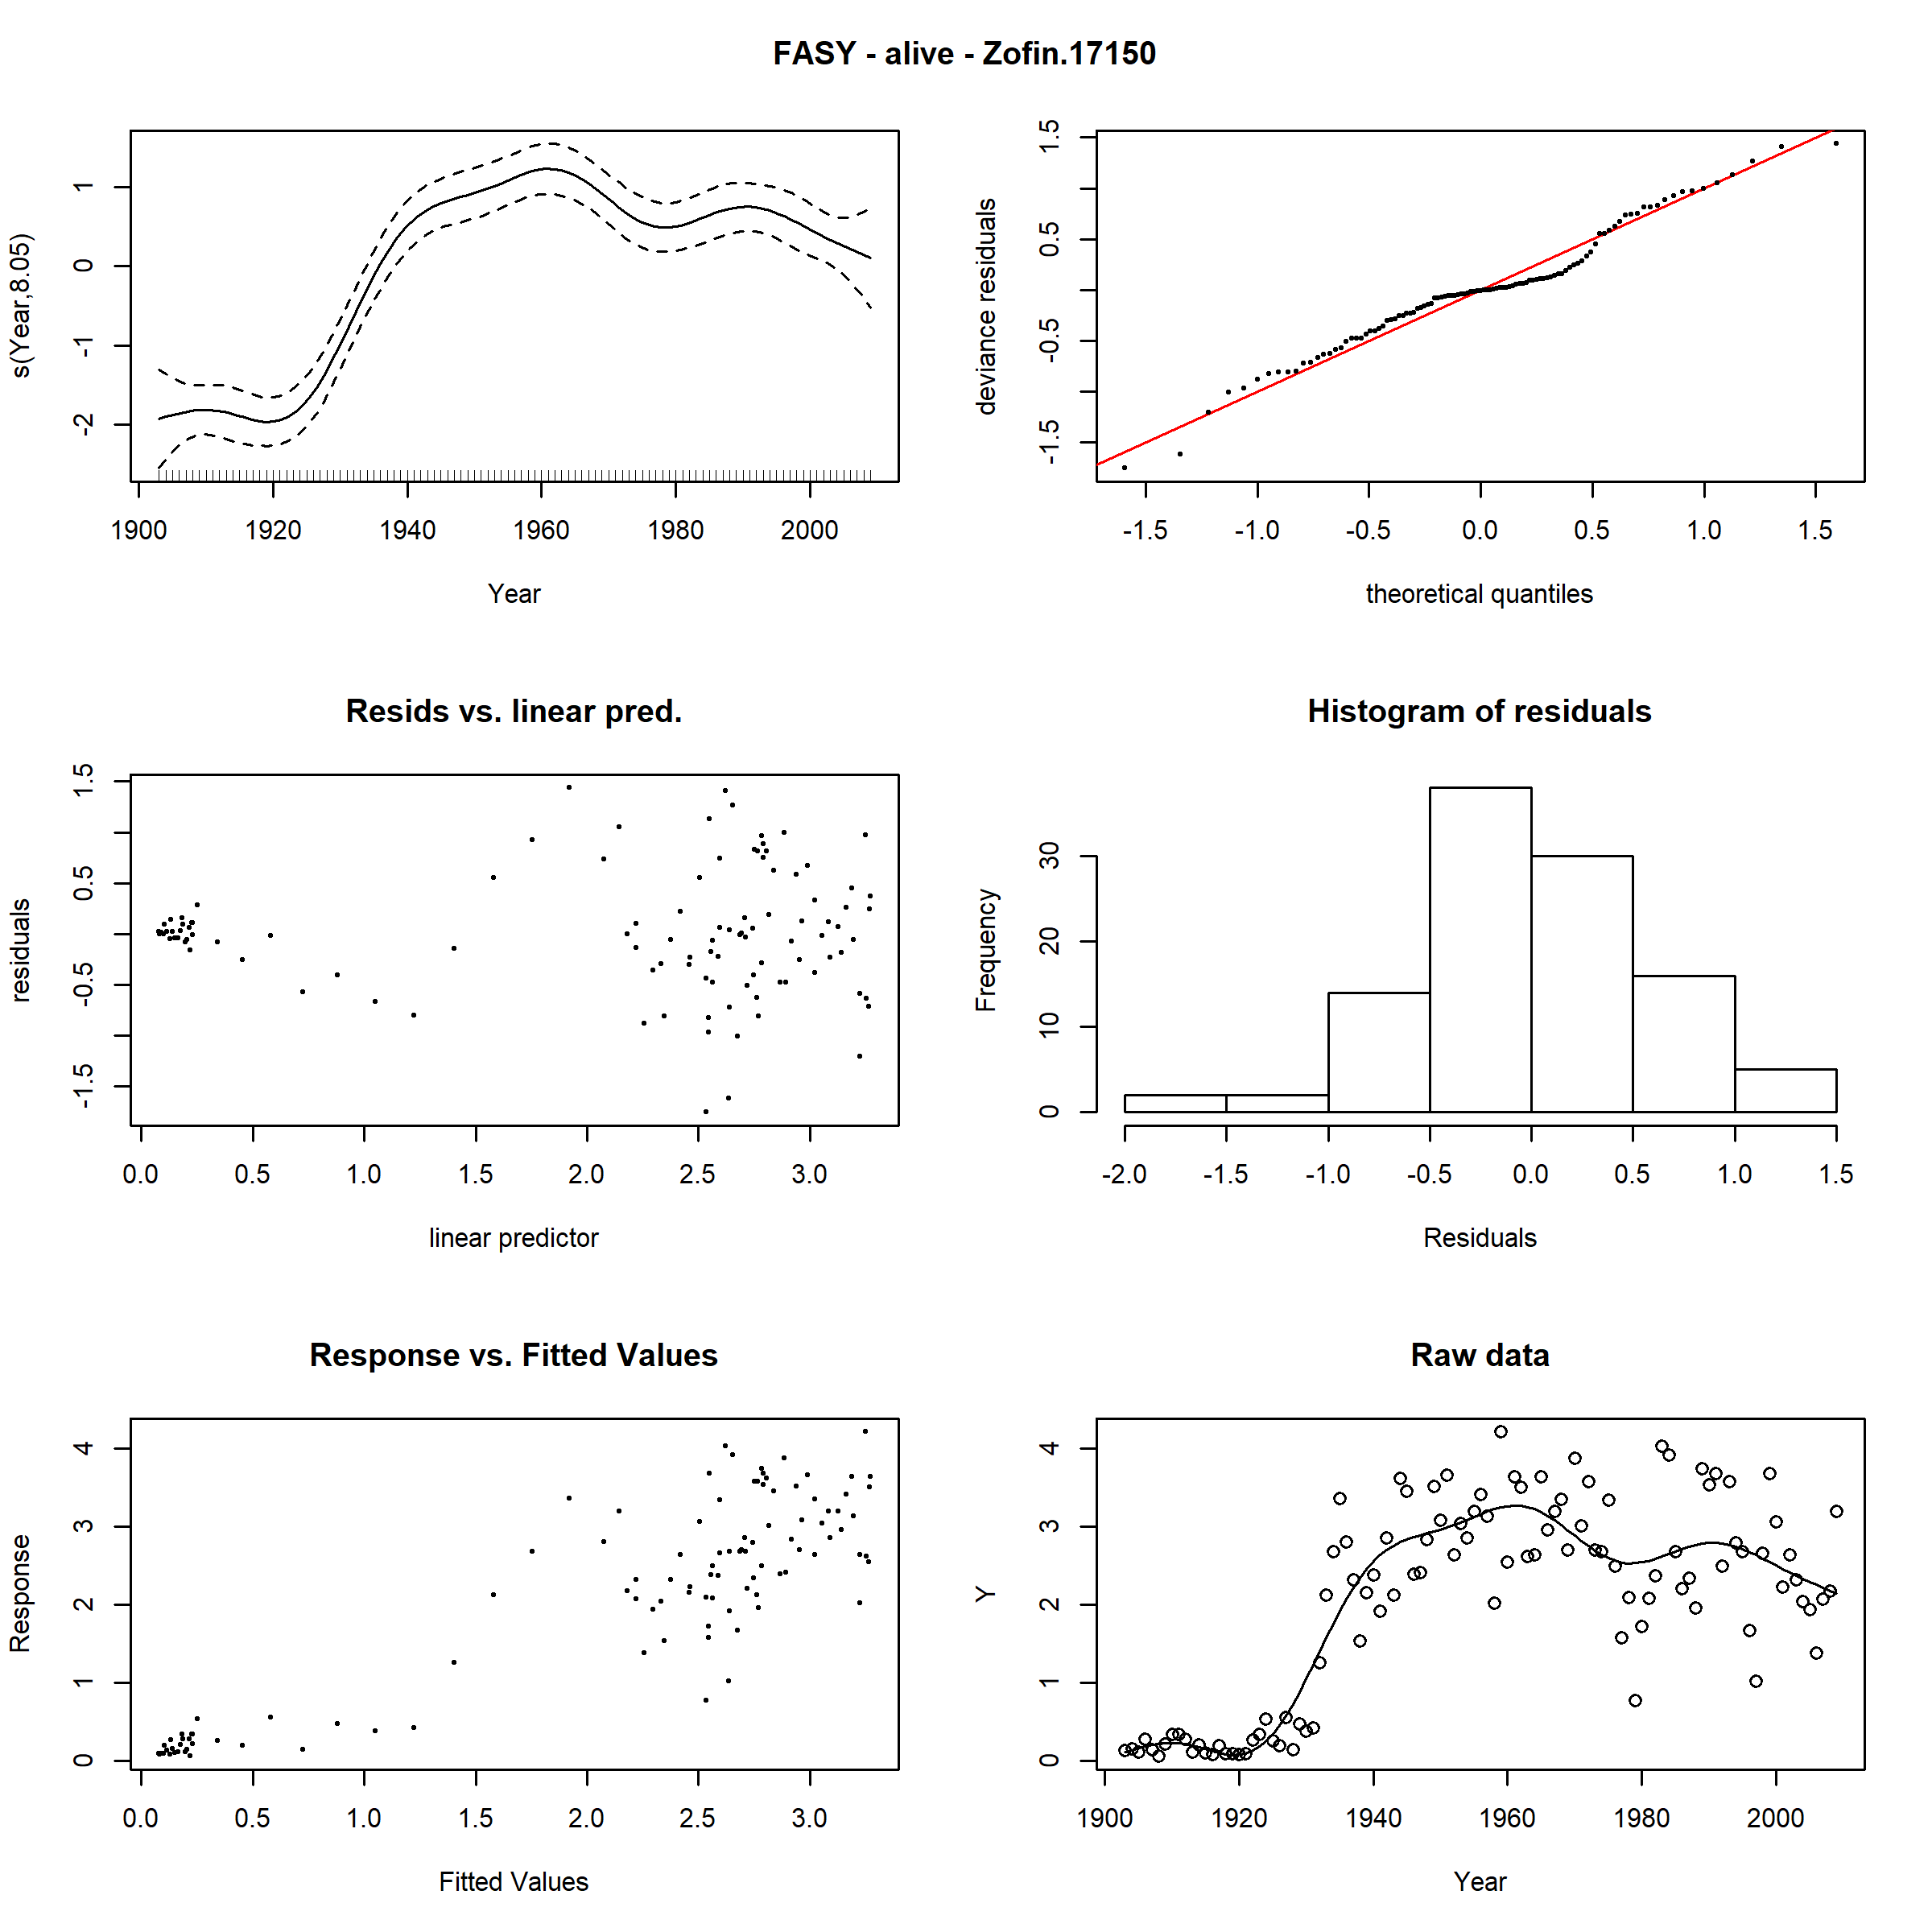 FASY - alive - Zofin.17150
s(Year,8.05)
1
0
-1
-2
1900 1920 1940 1960 1980 2000
Year
deviance residuals
1.5
0.5
-0.5
-1.5
-1.5 -1.0 -0.5 0.0 0.5 1.0 1.5
theoretical quantiles
Resids vs. linear pred.
residuals
1.5
0.5
-0.5
-1.5
0.0 0.5 1.0 1.5 2.0 2.5 3.0
linear predictor
Histogram of residuals
Frequency
30
20
10
0
-2.0 -1.5 -1.0 -0.5 0.0 0.5 1.0 1.5
Residuals
Response vs. Fitted Values
Response
4
3
2
1
0
0.0 0.5 1.0 1.5 2.0 2.5 3.0
Fitted Values
Raw data
Y
4
3
2
1
0
1900 1920 1940 1960 1980 2000
Year